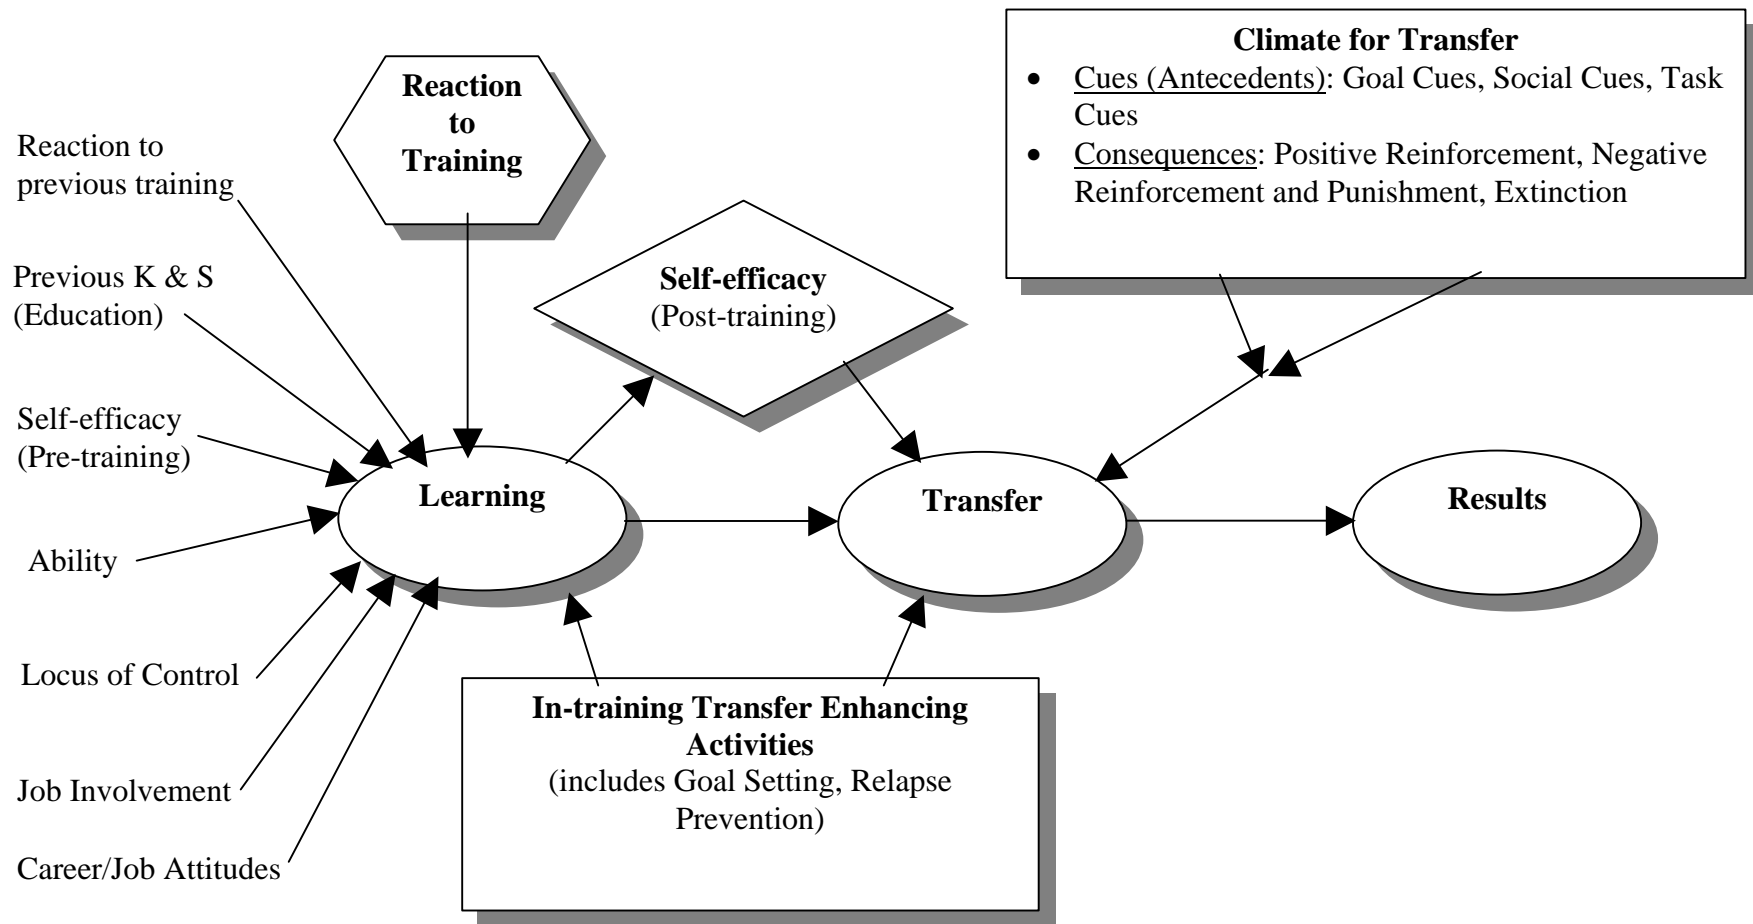 Climate for Transfer
• Cues (Antecedents): Goal Cues, Social Cues, Task
Cues
• Consequences: Positive Reinforcement, Negative
Reinforcement and Punishment, Extinction
Reaction
to
Training
Reaction to
previous training
Previous K & S
(Education)
Self-efficacy
(Post-training)
Self-efficacy
(Pre-training)
Learning
Transfer
Results
Ability
Locus of Control
Job Involvement
Career/Job Attitudes
In-training Transfer Enhancing
Activities
(includes Goal Setting, Relapse
Prevention)